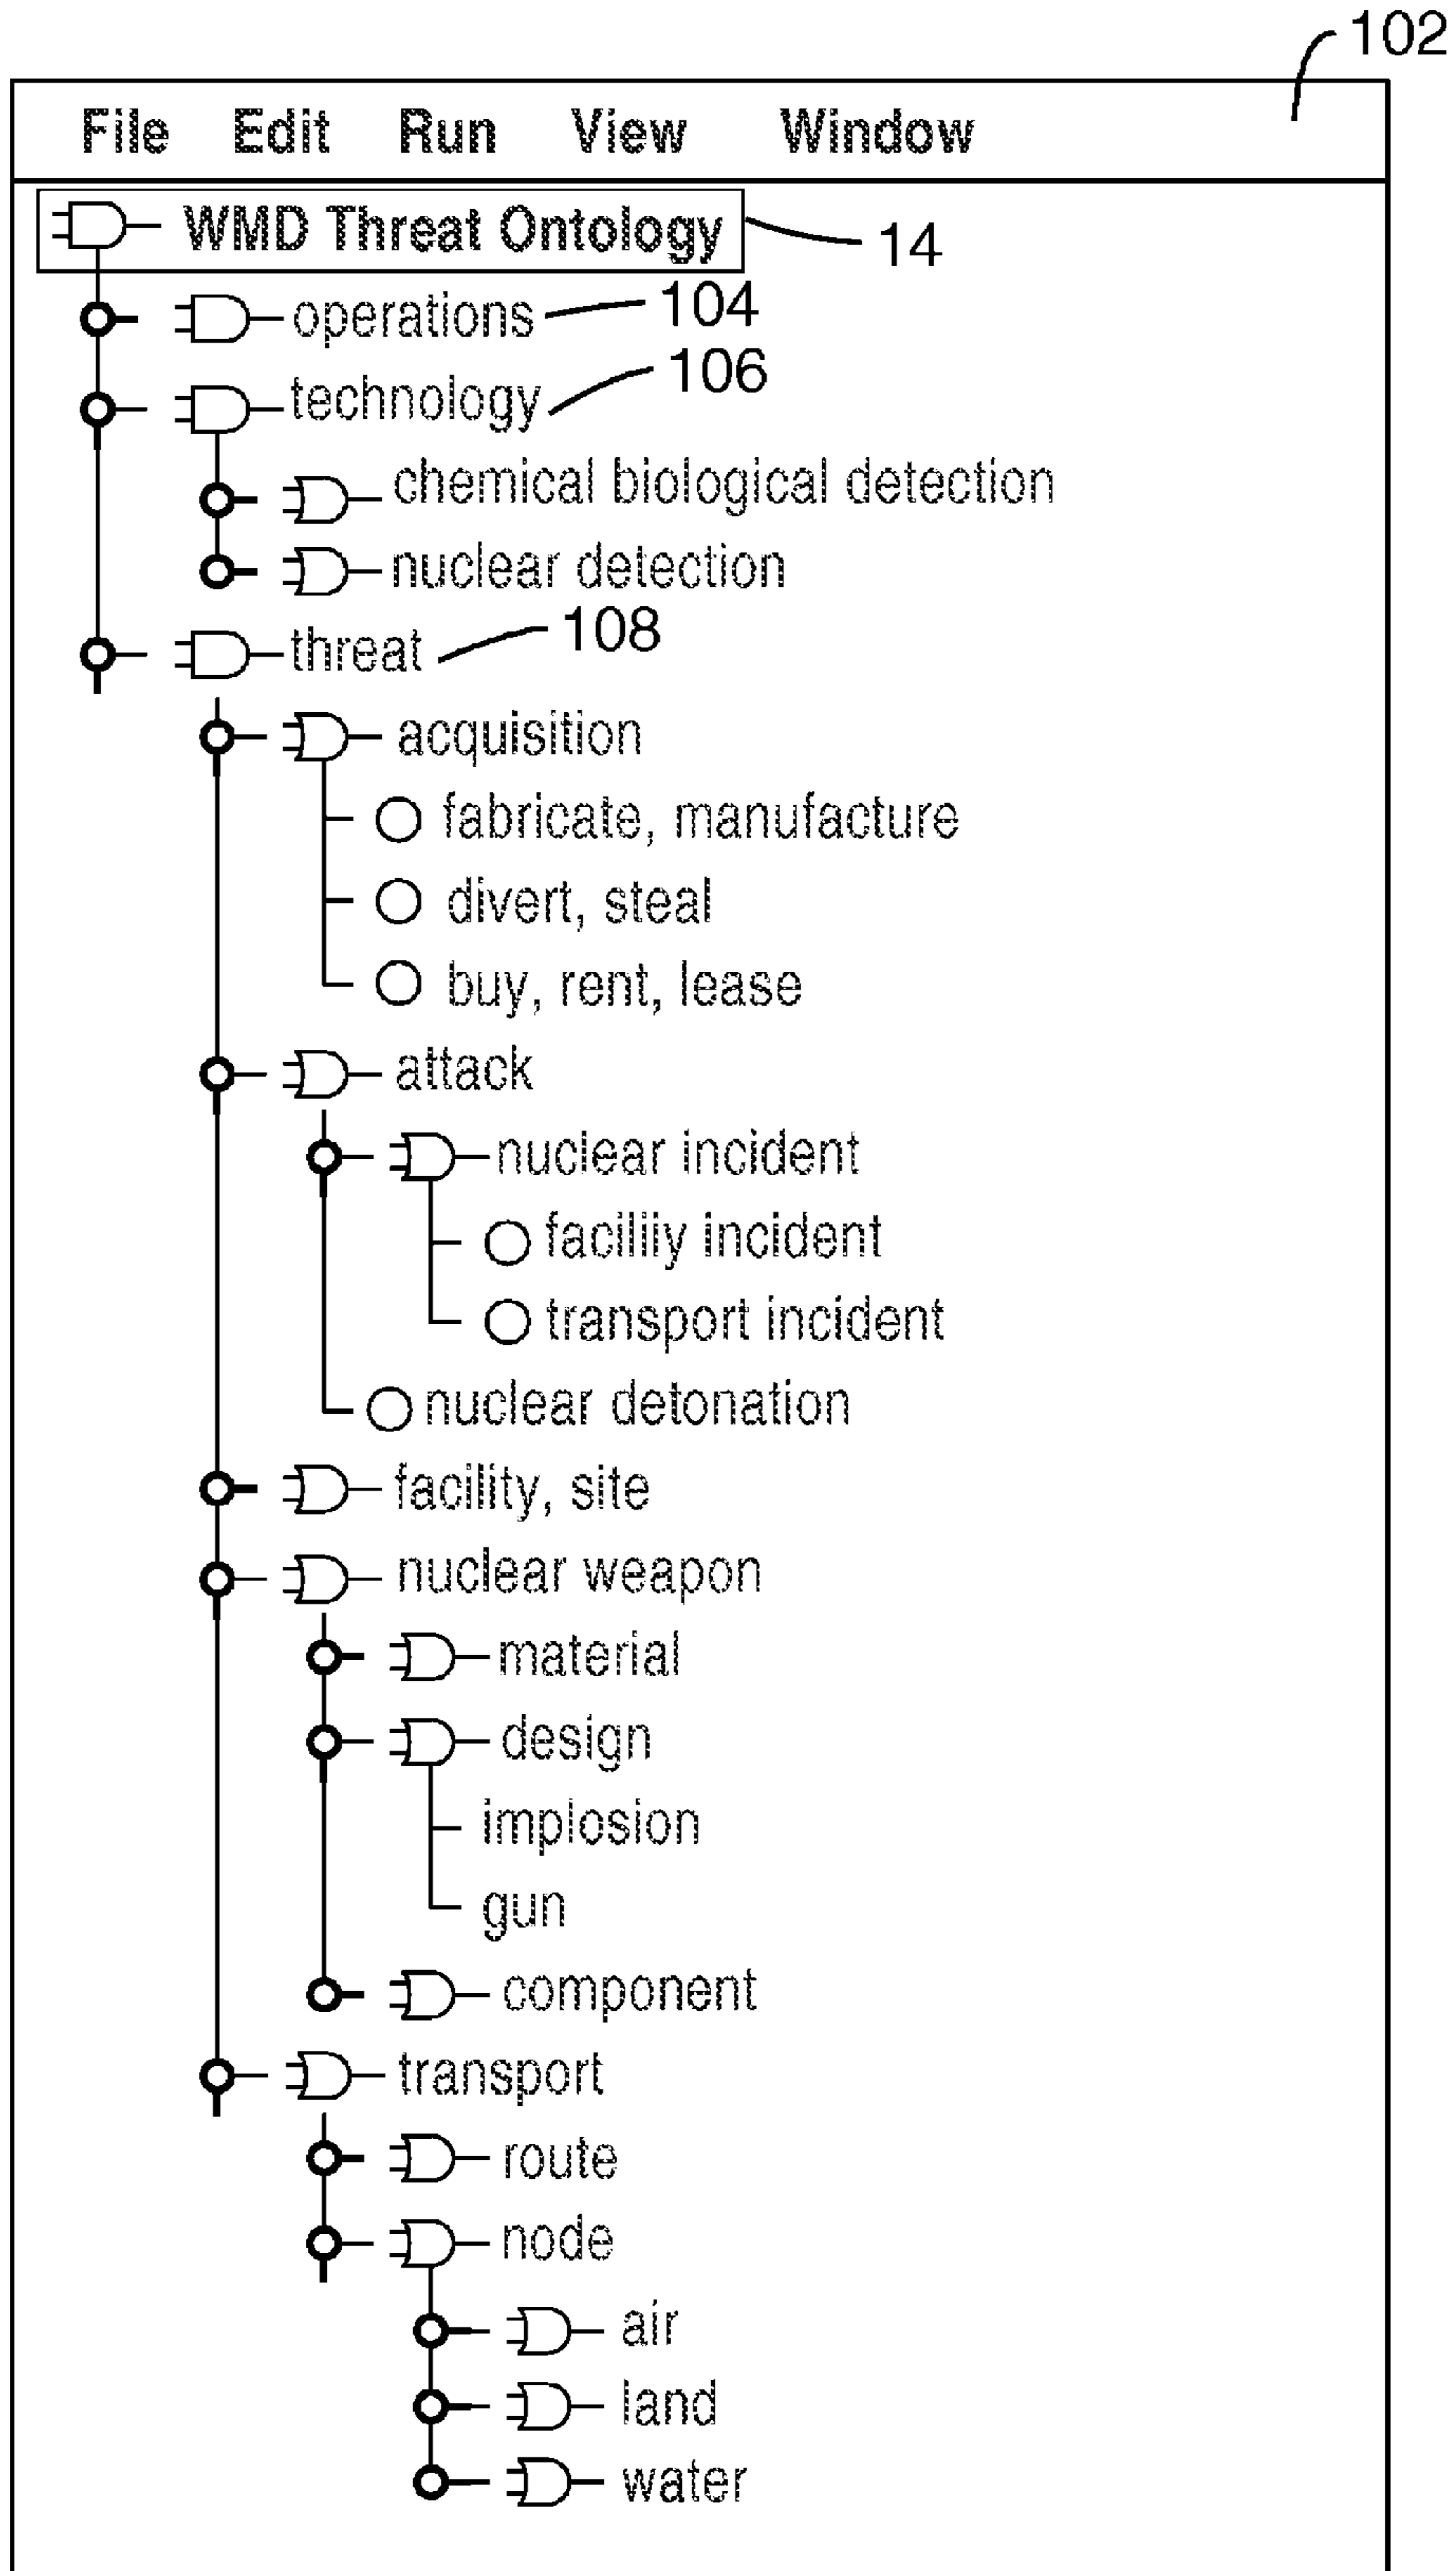 102
File Edit Run View Window
WMD Threat Ontology 14
operations 104
technology 106
chemical biological detection
nuclear detection
threat 108
acquisition
fabricate, manufacture
divert, steal
buy, rent, lease
attack
nuclear incident
faciliiy incident
transport incident
nuclear detonation
facility, site
nuclear weapon
material
design
implosion
gun
component
transport
route
node
air
land
water